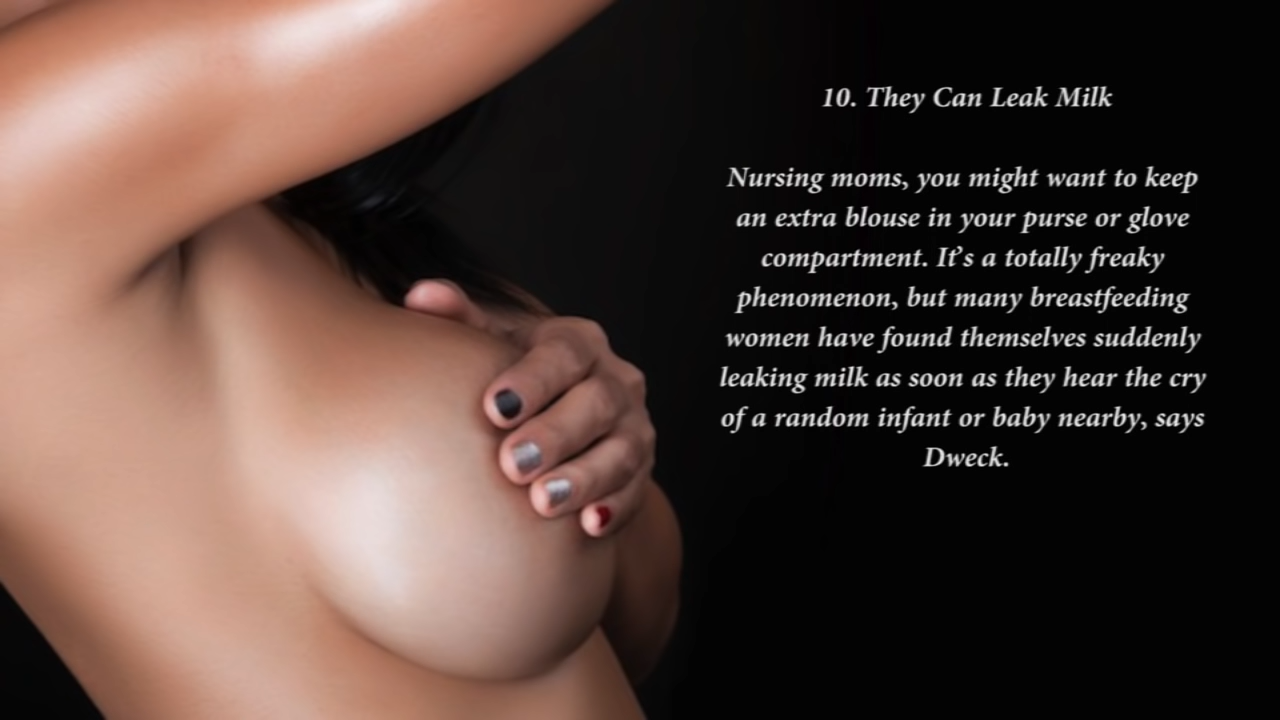 10. They Can Leak Milk
Nursing moms, you might want to keep
an extra blouse in your purse or glove
compartment. It’s a totally freaky
phenomenon, but many breastfeeding
women have found themselves suddenly
leaking milk as soon as they hear the cry
of a random infant or baby nearby, says
Dweck.